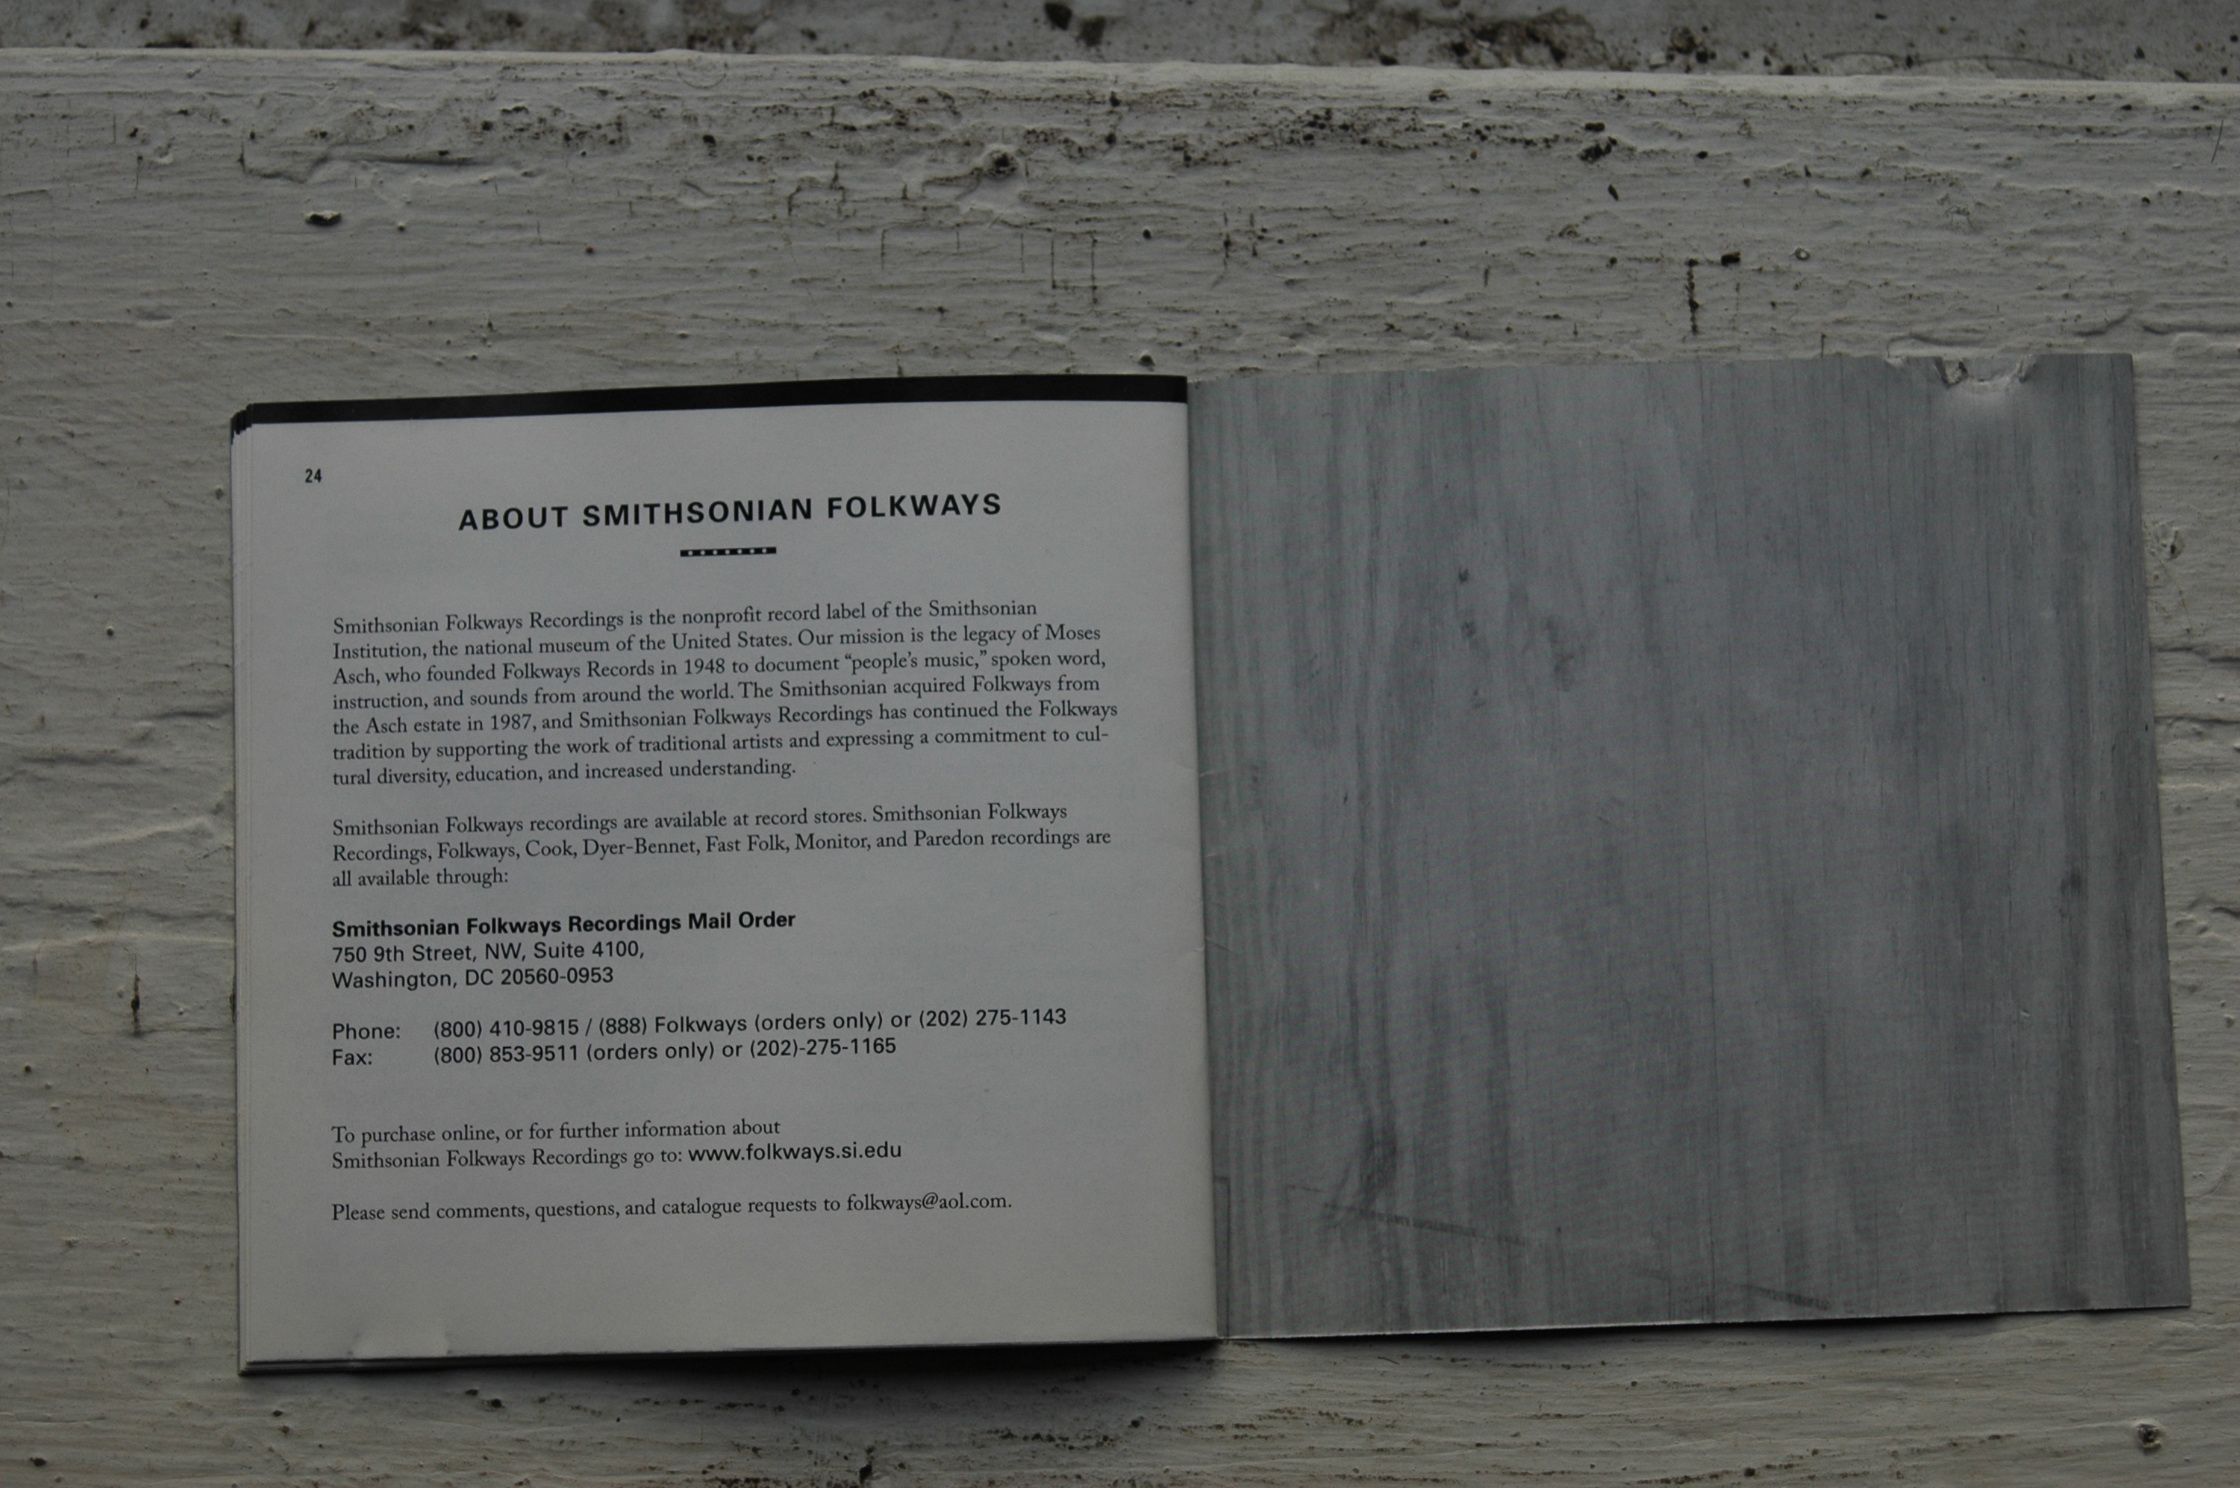 24
ABOUT SMITHSONIAN FOLKWAYS
Smithsonian Folkways Recordings is the nonprofit record label of the Smithsonian
Institution, the national museum of the United States. Our mission is the legacy of Moses
Asch, who founded Folkways Records in 1948 to document “people’s music,” spoken word,
instruction, and sounds from around the world. The Smithsonian acquired Folkways from
the Asch estate in 1987, and Smithsonian Folkways Recordings has continued the Folkways
tradition by supporting the work of traditional artists and expressing a commitment to cul-
tural diversity, education, and increased understanding.
Smithsonian Folkways recordings are available at record stores. Smithsonian Folkways
Recordings, Folkways, Cook, Dyer-Bennet, Fast Folk, Monitor, and Paredon recordings are
all available through:
Smithsonian Folkways Recordings Mail Order
750 9th Street, NW, Suite 4100,
Washington, DC 20560-0953
Phone: (800) 410-9815 / (888) Folkways (orders only) or (202) 275-1143
Fax: (800) 853-9511 (orders only) or (202)-275-1165
To purchase online, or for further information about
Smithsonian Folkways Recordings go to: www.folkways.si.edu
Please send comments, questions, and catalogue requests to folkways@aol.com.